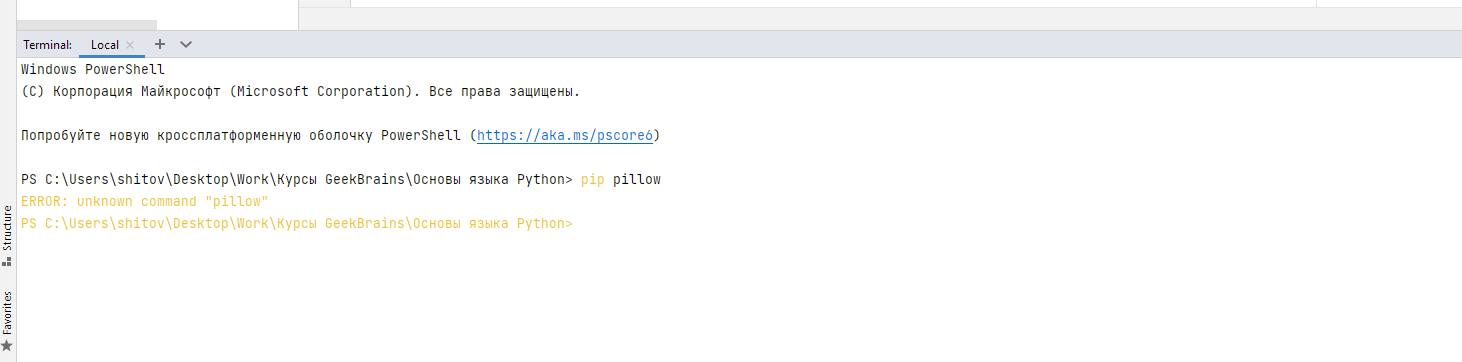 Terminal: Local
Windows PowerShell
(C) Корпорация Майкрософт (Microsoft Corporation). Все права защищены.
Попробуйте новую кроссплатформенную оболочку PowerShell (https://aka.ms/pscore6)
PS C:\Users\shitov\Desktop\Work\Курсы GeekBrains\Основы языка Python> pip pillow
ERROR: unknown command "pillow"
PS C:\Users\shitov\Desktop\Work\Курсы GeekBrains\Основы языка Python>
Structure
Favorites